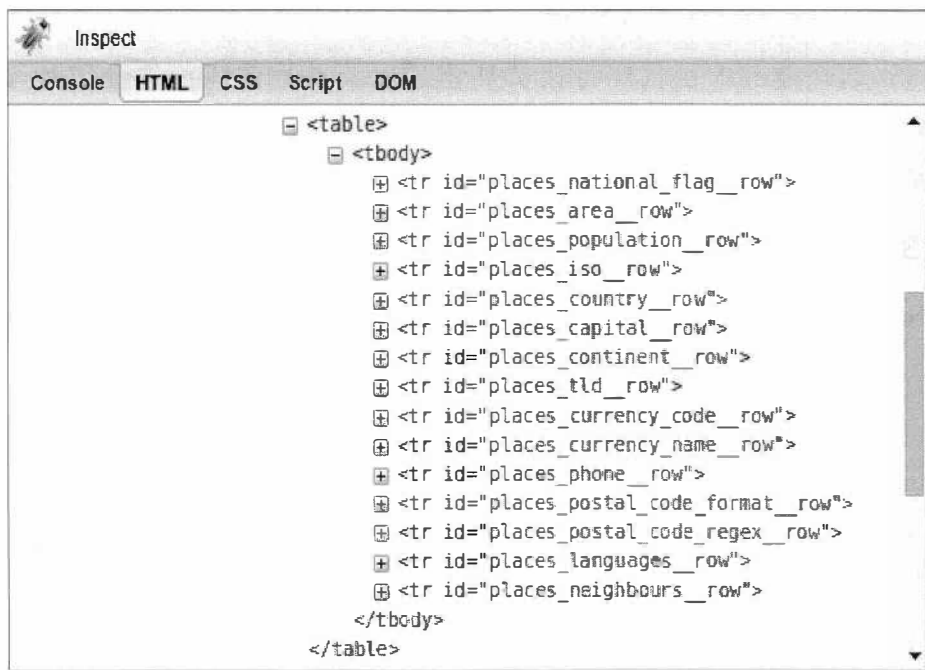 Inspect
Console HTML CSS Script DOM
<table>
<tbody>
<tr id="places_national_flag__row">
<tr id="places_area__row">
<tr id="places_population__row">
<tr id="places_iso__row">
<tr id="places_country__row">
<tr id="places_capital__row">
<tr id="places_continent__row">
<tr id="places_tld__row">
<tr id="places_currency_code__row">
<tr id="places_currency_name__row">
<tr id="places_phone__row">
<tr id="places_postal_code_format__row">
<tr id="places_postal_code_regex__row">
<tr id="places_languages__row">
<tr id="places_neighbours__row">
</tbody>
</table>